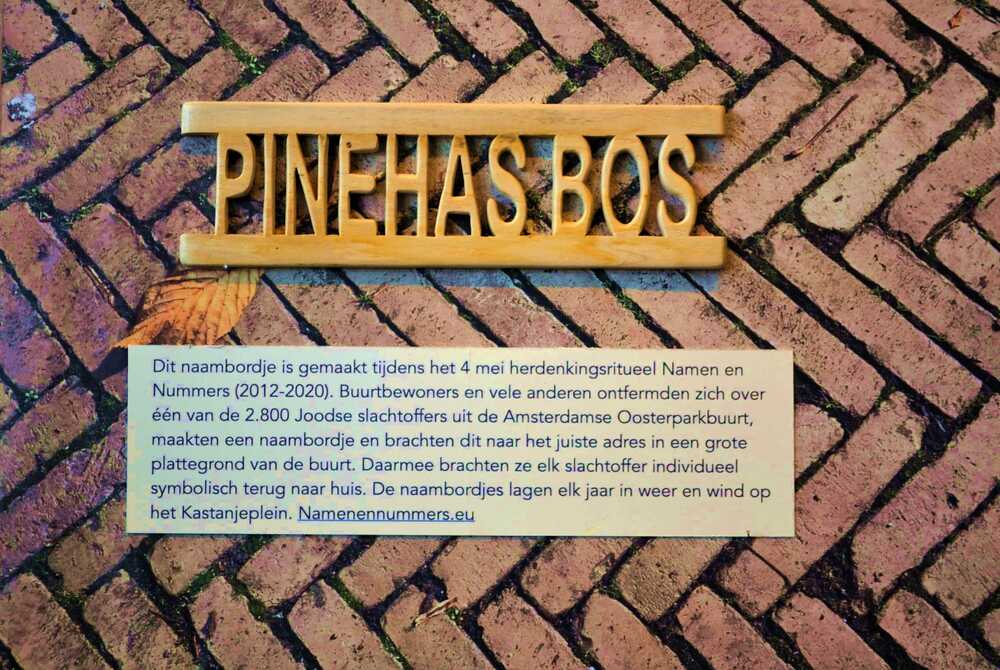 PINEHAS BOS
Dit naambordje is gemaakt tijdens het 4 mei herdenkingsritueel Namen en
Nummers (2012-2020). Buurtbewoners en vele anderen ontfermden zich over
één van de 2.800 Joodse slachtoffers uit de Amsterdamse Oosterparkbuurt,
maakten een naambordje en brachten dit naar het juiste adres in een grote
plattegrond van de buurt. Daarmee brachten ze elk slachtoffer individueel
symbolisch terug naar huis. De naambordjes lagen elk jaar in weer en wind op
het Kastanjeplein. Namenennummers.eu